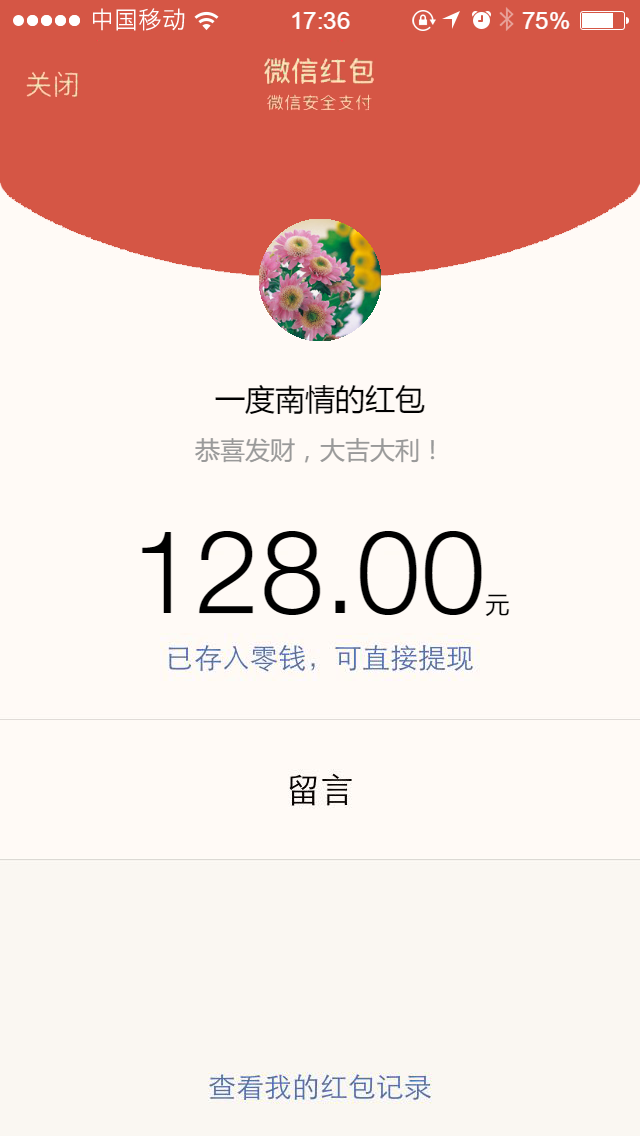 中国移动 17:36 75%
关闭
微信红包
微信安全支付
一度南情的红包
恭喜发财，大吉大利！
128.00元
已存入零钱，可直接提现
留言
查看我的红包记录